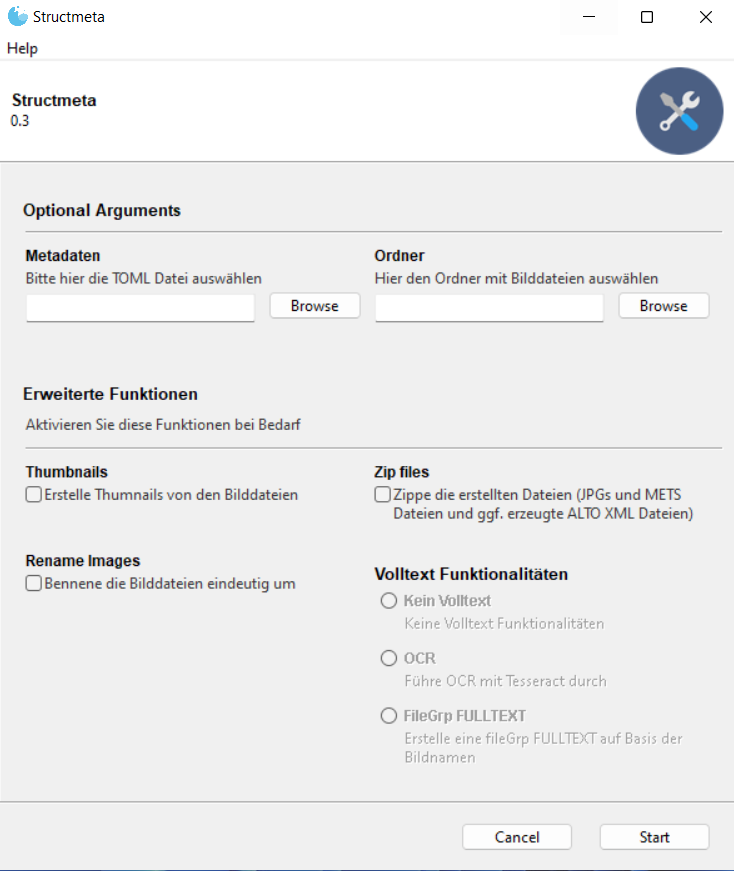 Structmeta
Help
Structmeta
0.3
Optional Arguments
Metadaten
Bitte hier die TOML Datei auswählen
Browse
Ordner
Hier den Ordner mit Bilddateien auswählen
Browse
Erweiterte Funktionen
Aktivieren Sie diese Funktionen bei Bedarf
Thumbnails
Erstelle Thumnails von den Bilddateien
Zip files
Zippe die erstellten Dateien (JPGs und METS
Dateien und ggf. erzeugte ALTO XML Dateien)
Rename Images
Bennene die Bilddateien eindeutig um
Volltext Funktionalitäten
Kein Volltext
Keine Volltext Funktionalitäten
OCR
Führe OCR mit Tesseract durch
FileGrp FULLTEXT
Erstelle eine fileGrp FULLTEXT auf Basis der
Bildnamen
Cancel
Start